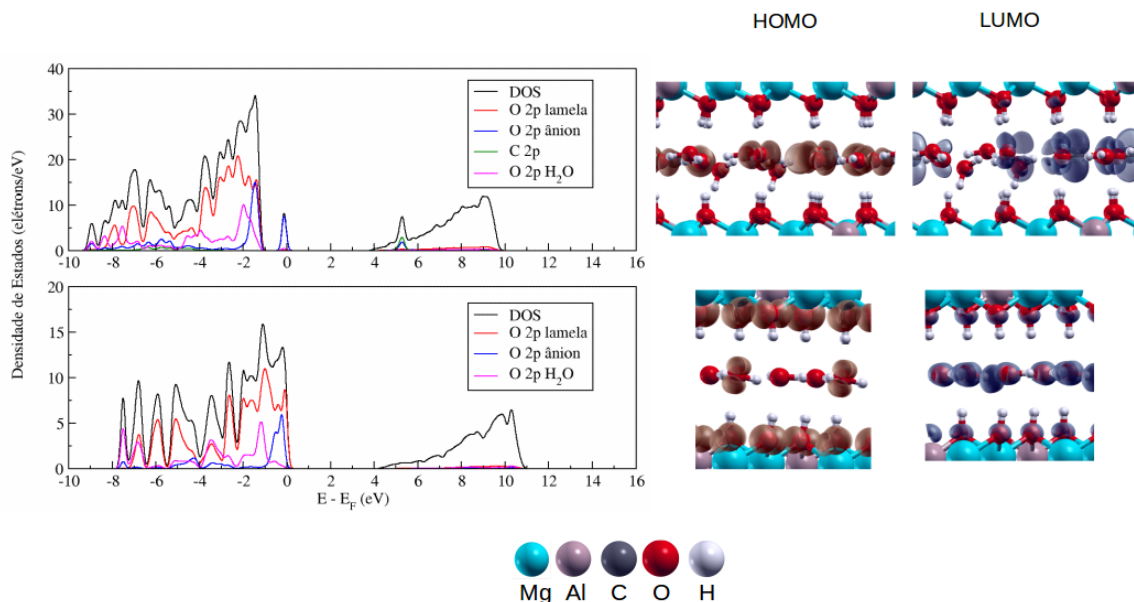 HOMO LUMO
Densidade de Estados (elétrons/eV)
40
30
20
10
0
DOS
O 2p lamela
O 2p ânion
C 2p
O 2p H₂O
-10 -8 -6 -4 -2 0 2 4 6 8 10 12 14 16
20
15
10
5
0
DOS
O 2p lamela
O 2p ânion
O 2p H₂O
-10 -8 -6 -4 -2 0 2 4 6 8 10 12 14 16
E - E_F (eV)
Mg Al C O H